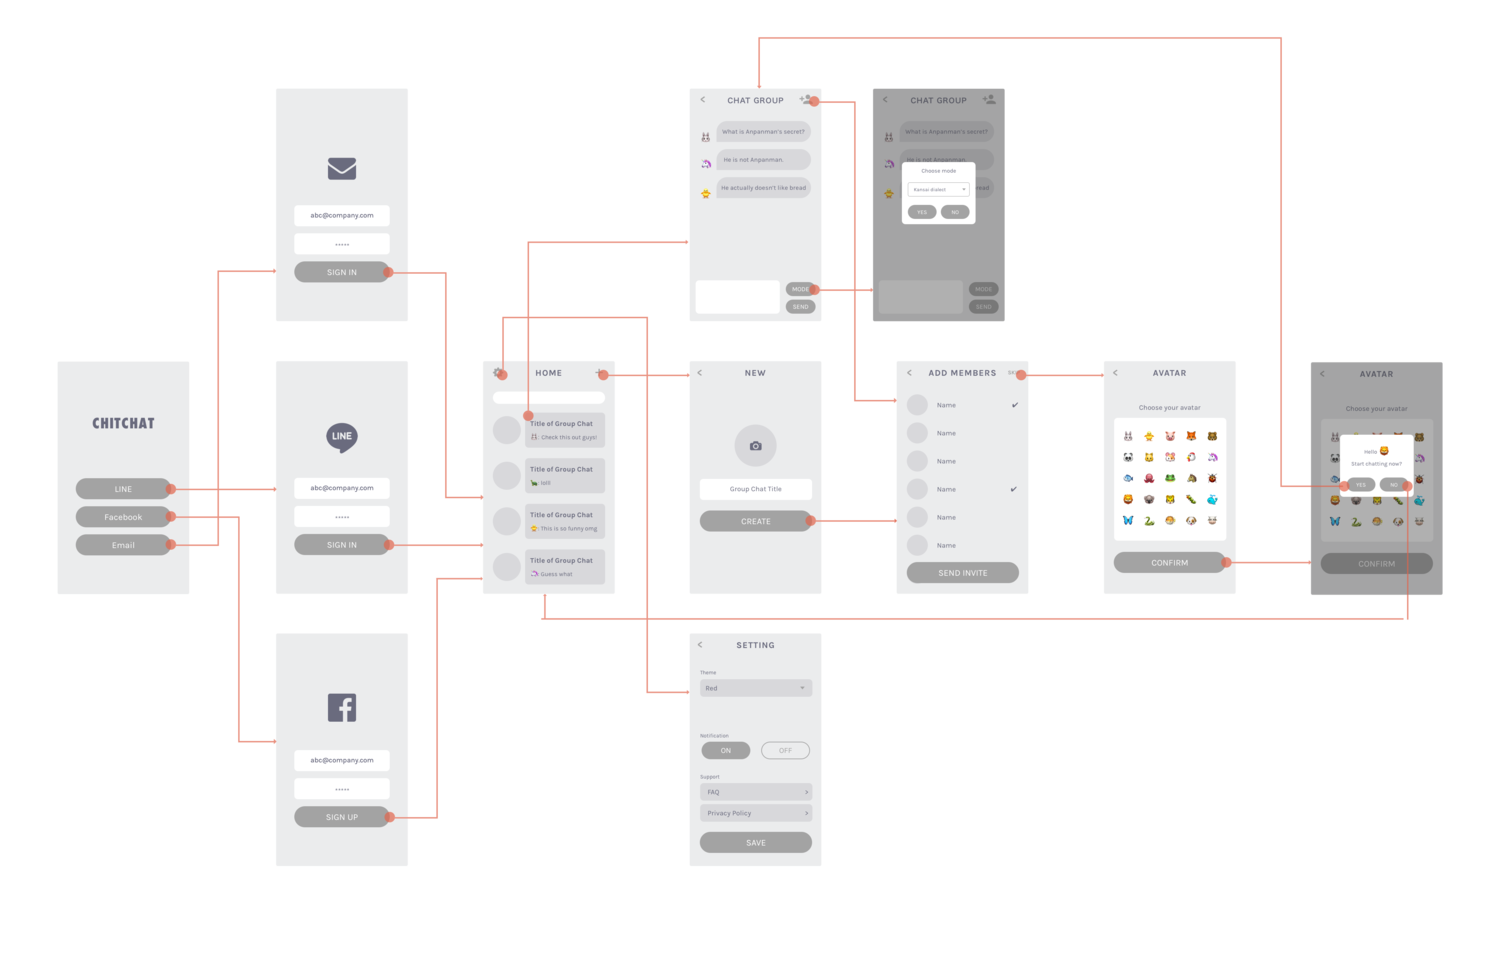 CHITCHAT
LINE
Facebook
Email
abc@company.com
•••••
SIGN IN
LINE
abc@company.com
•••••
SIGN IN
abc@company.com
•••••
SIGN UP
HOME
Title of Group Chat
: Check this out guys!
Title of Group Chat
: lolll
Title of Group Chat
: This is so funny omg
Title of Group Chat
: Guess what
< CHAT GROUP
What is Anpanman's secret?
He is not Anpanman.
He actually doesn't like bread
MODE
SEND
< CHAT GROUP
What is Anpanman's secret?
He is not Anpanman.
Choose mode
Kansai dialect
YES
NO
MODE
SEND
< NEW
Group Chat Title
CREATE
< ADD MEMBERS
Name
Name
Name
Name
Name
Name
SEND INVITE
< AVATAR
Choose your avatar
CONFIRM
< AVATAR
Choose your avatar
Hello
Start chatting now?
YES
NO
CONFIRM
< SETTING
Theme
Red
Notification
ON
OFF
Support
FAQ >
Privacy Policy >
SAVE